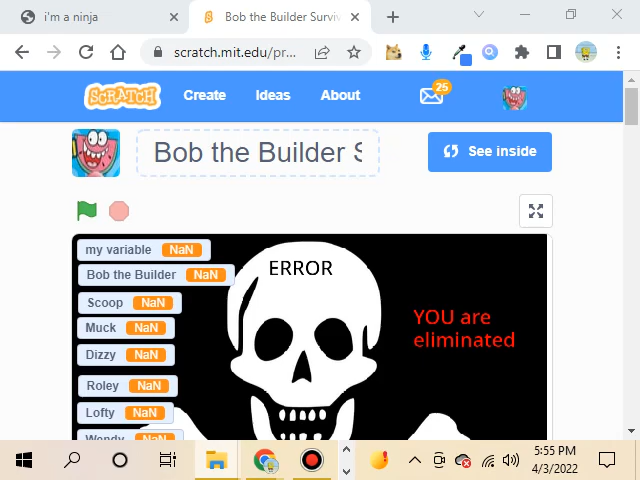 i'm a ninja
Bob the Builder Surviv
scratch.mit.edu/pr...
SCRATCH
Create
Ideas
About
25
Bob the Builder S
See inside
my variable NaN
Bob the Builder NaN
Scoop NaN
Muck NaN
Dizzy NaN
Roley NaN
Lofty NaN
Wendy NaN
ERROR
YOU are
eliminated
5:55 PM
4/3/2022